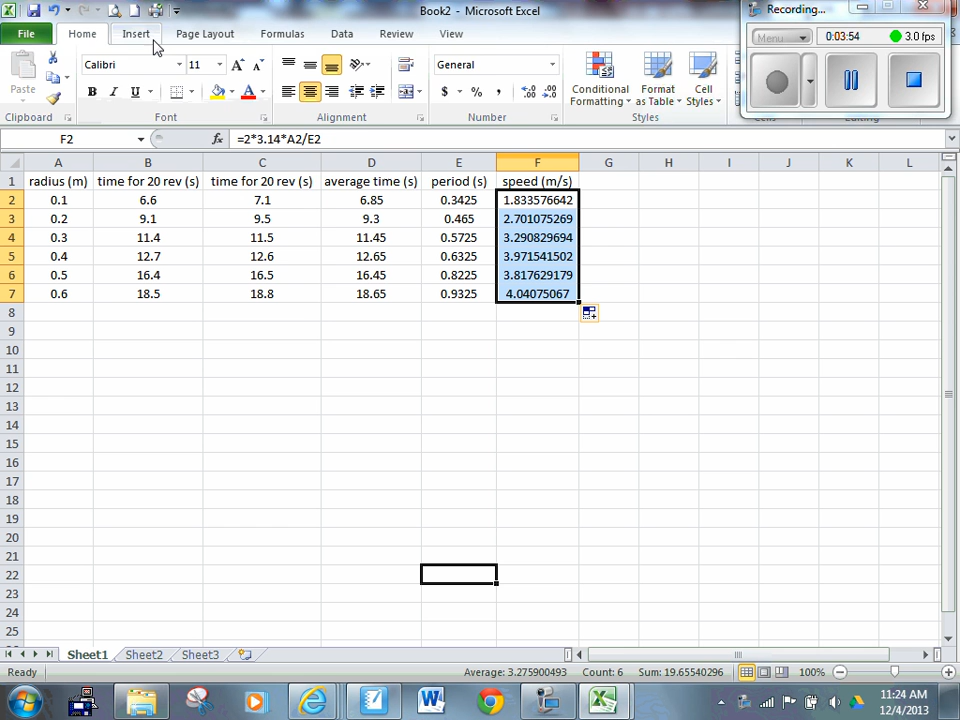 Book2 - Microsoft Excel
Recording...
File Home Insert Page Layout Formulas Data Review View
Menu 0:03:54 3.0 fps
Paste Calibri 11 General Conditional Formatting Format as Table Cell Styles
Clipboard Font Alignment Number Styles
F2 fx =2*3.14*A2/E2
A B C D E F G H I J K L
1 radius (m) time for 20 rev (s) time for 20 rev (s) average time (s) period (s) speed (m/s)
2 0.1 6.6 7.1 6.85 0.3425 1.833576642
3 0.2 9.1 9.5 9.3 0.465 2.701075269
4 0.3 11.4 11.5 11.45 0.5725 3.290829694
5 0.4 12.7 12.6 12.65 0.6325 3.971541502
6 0.5 16.4 16.5 16.45 0.8225 3.817629179
7 0.6 18.5 18.8 18.65 0.9325 4.04075067
8
9
10
11
12
13
14
15
16
17
18
19
20
21
22
23
24
25
Sheet1 Sheet2 Sheet3
Ready Average: 3.275900493 Count: 6 Sum: 19.65540296 100%
11:24 AM
12/4/2013